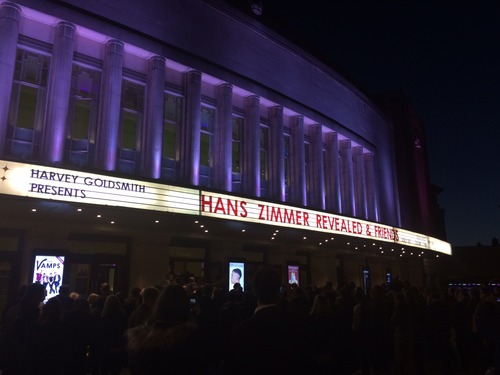 HARVEY GOLDSMITH
PRESENTS
HANS ZIMMER REVEALED & FRIENDS
VAMPS